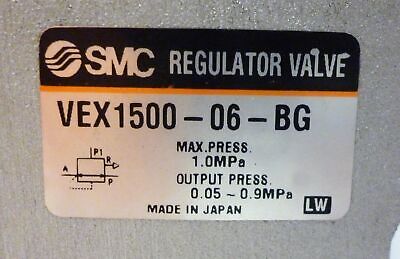 SMC REGULATOR VALVE
VEX1500-06-BG
MAX.PRESS.
1.0MPa
OUTPUT PRESS.
0.05 ~ 0.9MPa
MADE IN JAPAN
LW
P1
R
A
P